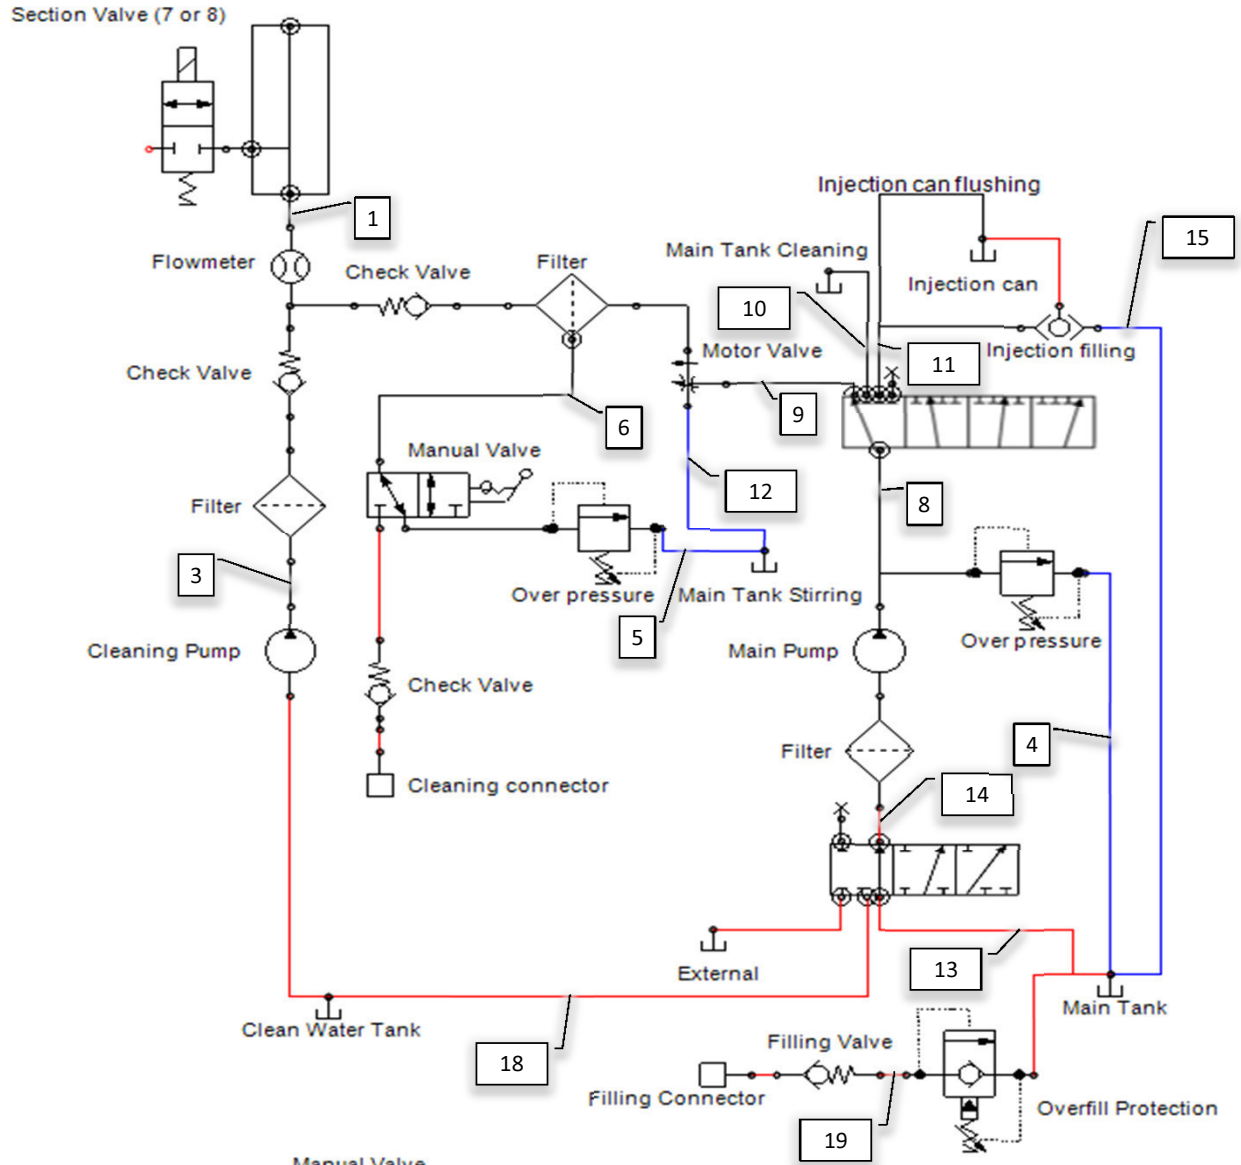 Section Valve (7 or 8)
1
Injection can flushing
15
Flowmeter
Check Valve
Filter
Main Tank Cleaning
Injection can
10
Motor Valve
11
Injection filling
Check Valve
9
6
Manual Valve
12
8
Filter
3
Over pressure
Main Tank Stirring
5
Over pressure
Cleaning Pump
Main Pump
Check Valve
4
Filter
Cleaning connector
14
External
13
Main Tank
Clean Water Tank
Filling Valve
18
Filling Connector
Overfill Protection
19
Manual Valve